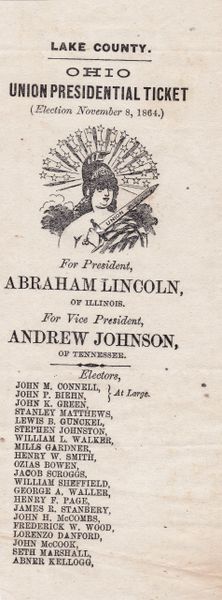 LAKE COUNTY.
OHIO
UNION PRESIDENTIAL TICKET
(Election November 8, 1864.)
UNION
For President,
ABRAHAM LINCOLN,
OF ILLINOIS.
For Vice President,
ANDREW JOHNSON,
OF TENNESSEE.
Electors,
JOHN M. CONNELL,
JOHN P. BIEHN, } At Large.
JOHN K. GREEN,
STANLEY MATTHEWS,
LEWIS B. GUNCKEL,
STEPHEN JOHNSTON,
WILLIAM L. WALKER,
MILLS GARDNER,
HENRY W. SMITH,
OZIAS BOWEN,
JACOB SCROGGS,
WILLIAM SHEFFIELD,
GEORGE A. WALLER,
HENRY F. PAGE,
JAMES R. STANBERY,
JOHN H. McCOMBS,
FREDERICK W. WOOD,
LORENZO DANFORD,
JOHN McCOOK,
SETH MARSHALL,
ABNER KELLOGG,